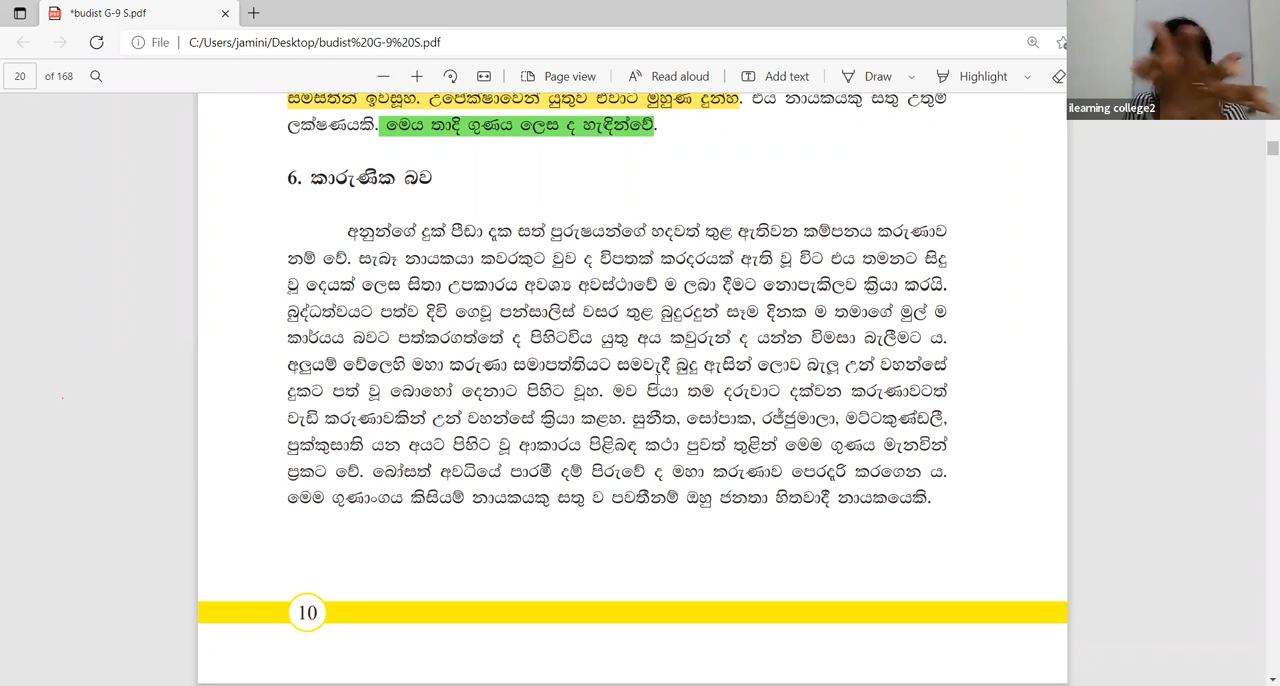 *budist G-9 S.pdf
File C:/Users/jamini/Desktop/budist%20G-9%20S.pdf
20 of 168 Page view Read aloud Add text Draw Highlight
ilearning college2
සමස්තීන් ඉවසූහ. උපේක්ෂාවෙන් යුතුව ඒවාට මුහුණ දුන්හ. එය නායකයකු සතු උතුම්
ලක්ෂණයකි. මෙය තාදි ගුණය ලෙස ද හැඳින්වේ.
6. කාරුණික බව
අනුන්ගේ දුක් පීඩා දැක සත් පුරුෂයන්ගේ හදවත් තුළ ඇතිවන කම්පනය කරුණාව
නම් වේ. සැබෑ නායකයා කවරකුට වුව ද විපතක් කරදරයක් ඇති වූ විට එය තමනට සිදු
වූ දෙයක් ලෙස සිතා උපකාරය අවශ්‍ය අවස්ථාවේ ම ලබා දීමට නොපැකිලව ක්‍රියා කරයි.
බුද්ධත්වයට පත්ව දිවි ගෙවූ පන්සාලිස් වසර තුළ බුදුරදුන් සෑම දිනක ම තමාගේ මුල් ම
කාර්යය බවට පත්කරගත්තේ ද පිහිටවිය යුතු අය කවුරුන් ද යන්න විමසා බැලීමට ය.
අලුයම් වේලෙහි මහා කරුණා සමාපත්තියට සමවැදී බුදු ඇසින් ලොව බැලූ උන් වහන්සේ
දුකට පත් වූ බොහෝ දෙනාට පිහිට වූහ. මව පියා තම දරුවාට දක්වන කරුණාවටත්
වැඩි කරුණාවකින් උන් වහන්සේ ක්‍රියා කළහ. සුනීත, සෝපාක, රජ්ජුමාලා, මට්ටකුණ්ඩලී,
පුක්කුසාති යන අයට පිහිට වූ ආකාරය පිළිබඳ කථා පුවත් තුළින් මෙම ගුණය මැනවින්
ප්‍රකට වේ. බෝසත් අවධියේ පාරමී දම් පිරුවේ ද මහා කරුණාව පෙරදැරි කරගෙන ය.
මෙම ගුණාංගය කිසියම් නායකයකු සතු ව පවතීනම් ඔහු ජනතා හිතවාදී නායකයෙකි.
10